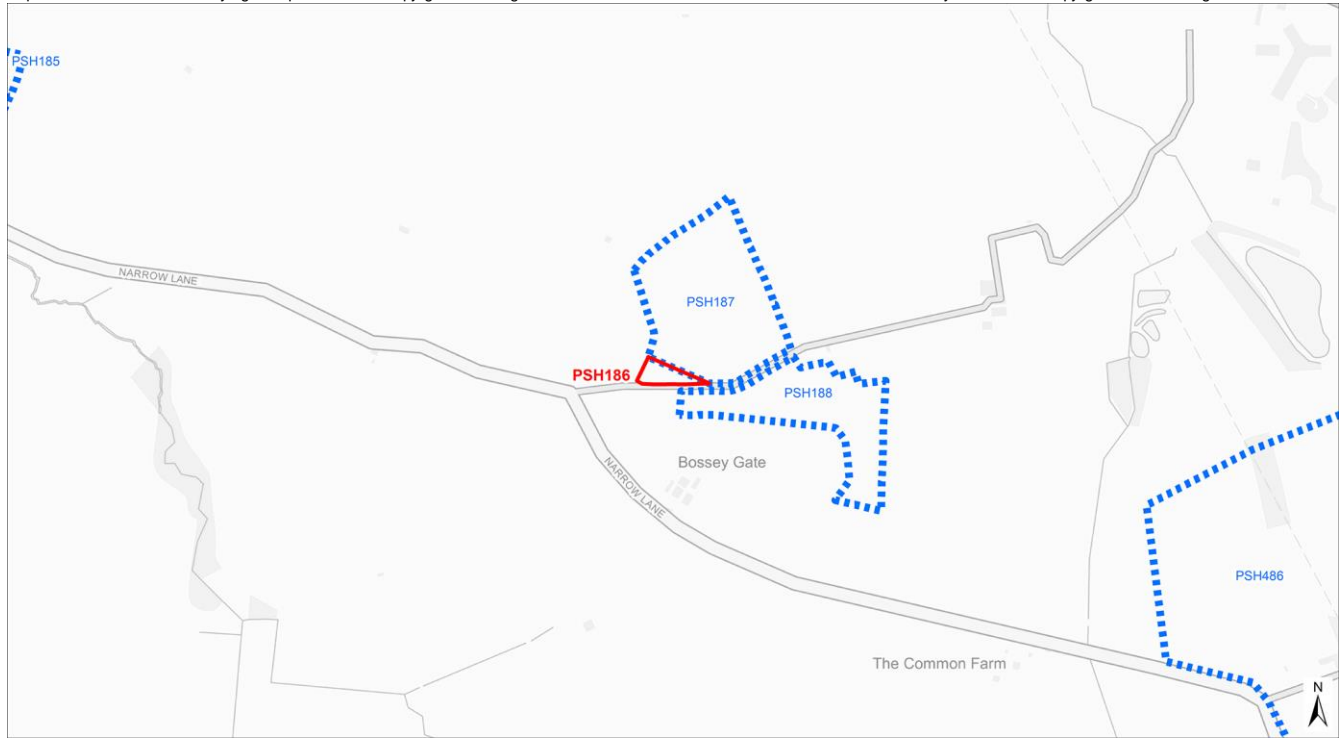 PSH185
NARROW LANE
PSH187
PSH186
PSH188
Bossey Gate
NARROW LANE
PSH486
The Common Farm
N